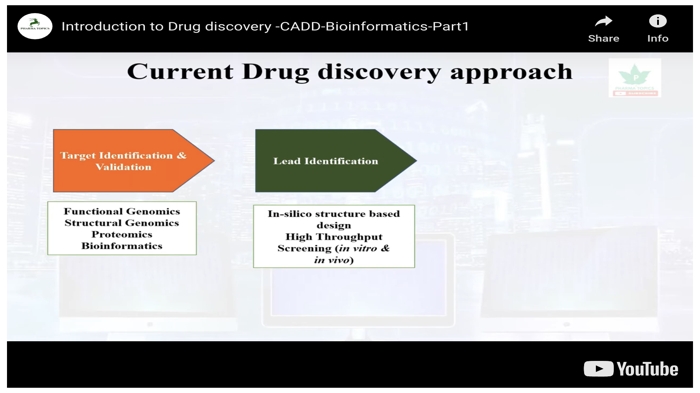 Introduction to Drug discovery -CADD-Bioinformatics-Part1
Share
Info
Current Drug discovery approach
Target Identification &
Validation
Lead Identification
Functional Genomics
Structural Genomics
Proteomics
Bioinformatics
In-silico structure based
design
High Throughput
Screening (in vitro &
in vivo)
YouTube